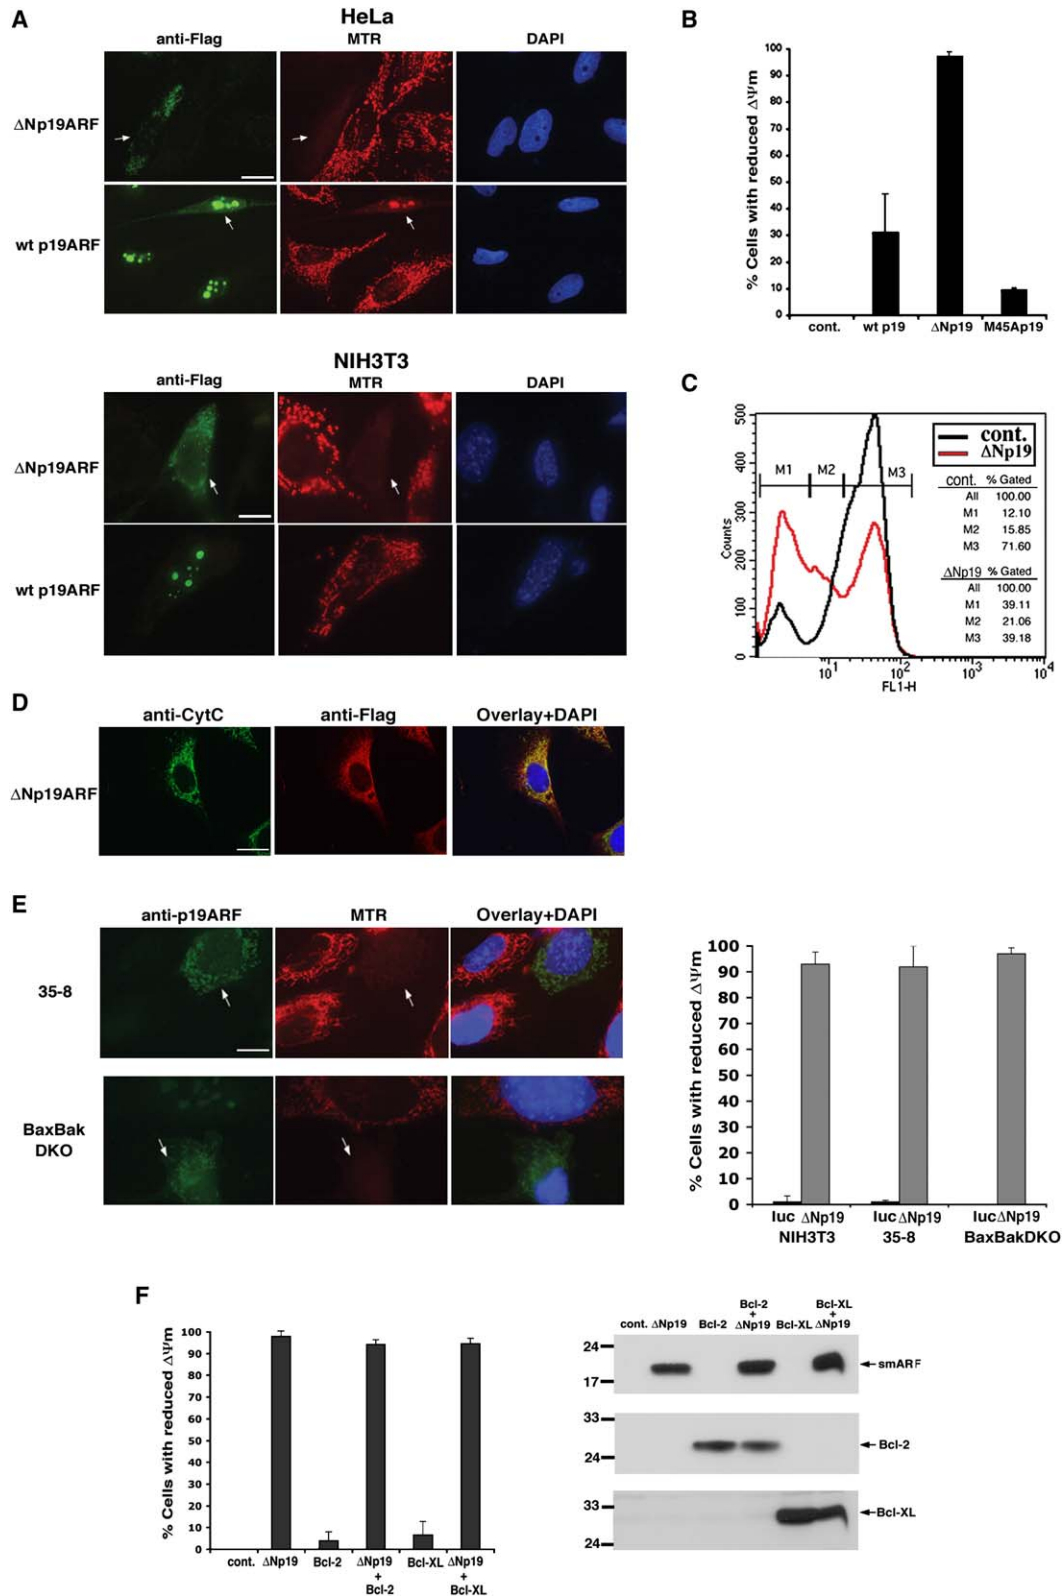 A
HeLa
anti-Flag MTR DAPI
ΔNp19ARF
wt p19ARF
NIH3T3
anti-Flag MTR DAPI
ΔNp19ARF
wt p19ARF
B
% Cells with reduced ΔΨm
100
90
80
70
60
50
40
30
20
10
0
cont. wt p19 ΔNp19 M45Ap19
C
Counts
500
400
300
200
100
0
M1 M2 M3
cont.
ΔNp19
cont. % Gated
All 100.00
M1 12.10
M2 15.85
M3 71.60
ΔNp19 % Gated
All 100.00
M1 39.11
M2 21.06
M3 39.18
10¹ 10² 10³ 10⁴
FL1-H
D
anti-CytC anti-Flag Overlay+DAPI
ΔNp19ARF
E
anti-p19ARF MTR Overlay+DAPI
35-8
BaxBak
DKO
% Cells with reduced ΔΨm
100
90
80
70
60
50
40
30
20
10
0
luc ΔNp19 luc ΔNp19 luc ΔNp19
NIH3T3 35-8 BaxBakDKO
F
% Cells with reduced ΔΨm
100
90
80
70
60
50
40
30
20
10
0
cont. ΔNp19 Bcl-2 ΔNp19 + Bcl-2 Bcl-XL ΔNp19 + Bcl-XL
cont. ΔNp19 Bcl-2 Bcl-2 + ΔNp19 Bcl-XL Bcl-XL + ΔNp19
24
17
smARF
33
24
Bcl-2
33
24
Bcl-XL